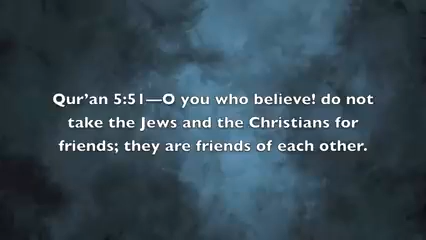 Qur’an 5:51—O you who believe! do not
take the Jews and the Christians for
friends; they are friends of each other.